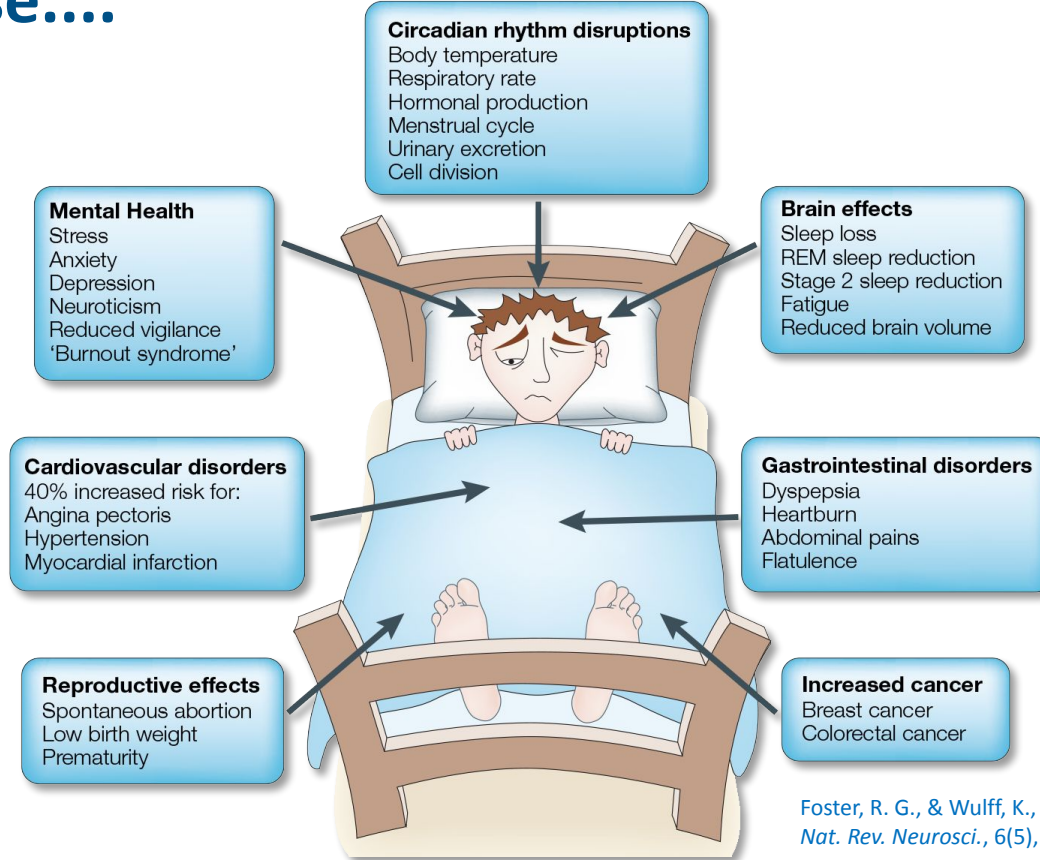 se....
Circadian rhythm disruptions
Body temperature
Respiratory rate
Hormonal production
Menstrual cycle
Urinary excretion
Cell division
Mental Health
Stress
Anxiety
Depression
Neuroticism
Reduced vigilance
‘Burnout syndrome’
Brain effects
Sleep loss
REM sleep reduction
Stage 2 sleep reduction
Fatigue
Reduced brain volume
Cardiovascular disorders
40% increased risk for:
Angina pectoris
Hypertension
Myocardial infarction
Gastrointestinal disorders
Dyspepsia
Heartburn
Abdominal pains
Flatulence
Reproductive effects
Spontaneous abortion
Low birth weight
Prematurity
Increased cancer
Breast cancer
Colorectal cancer
Foster, R. G., & Wulff, K.,
Nat. Rev. Neurosci., 6(5),